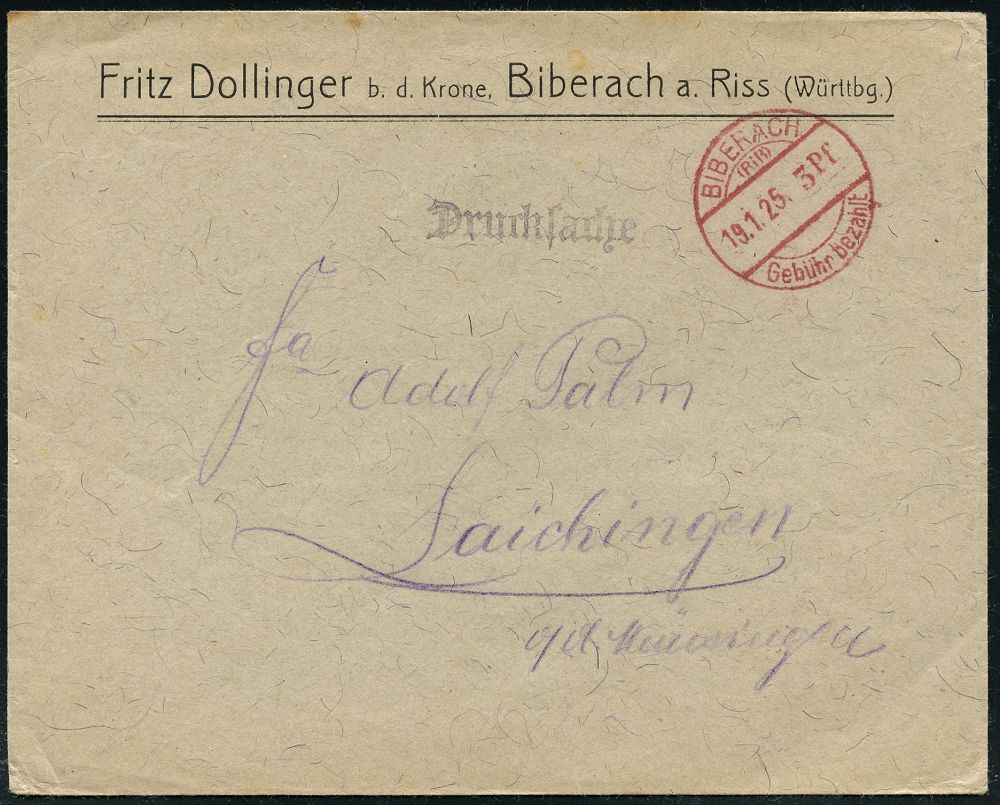 Fritz Dollinger b. d. Krone, Biberach a. Riss (Württbg.)
BIBERACH
(Riß)
19.1.25. 3Pf
Gebühr bezahlt
Drucksache
Fa
Adolf Palm
Laichingen
Münsingen